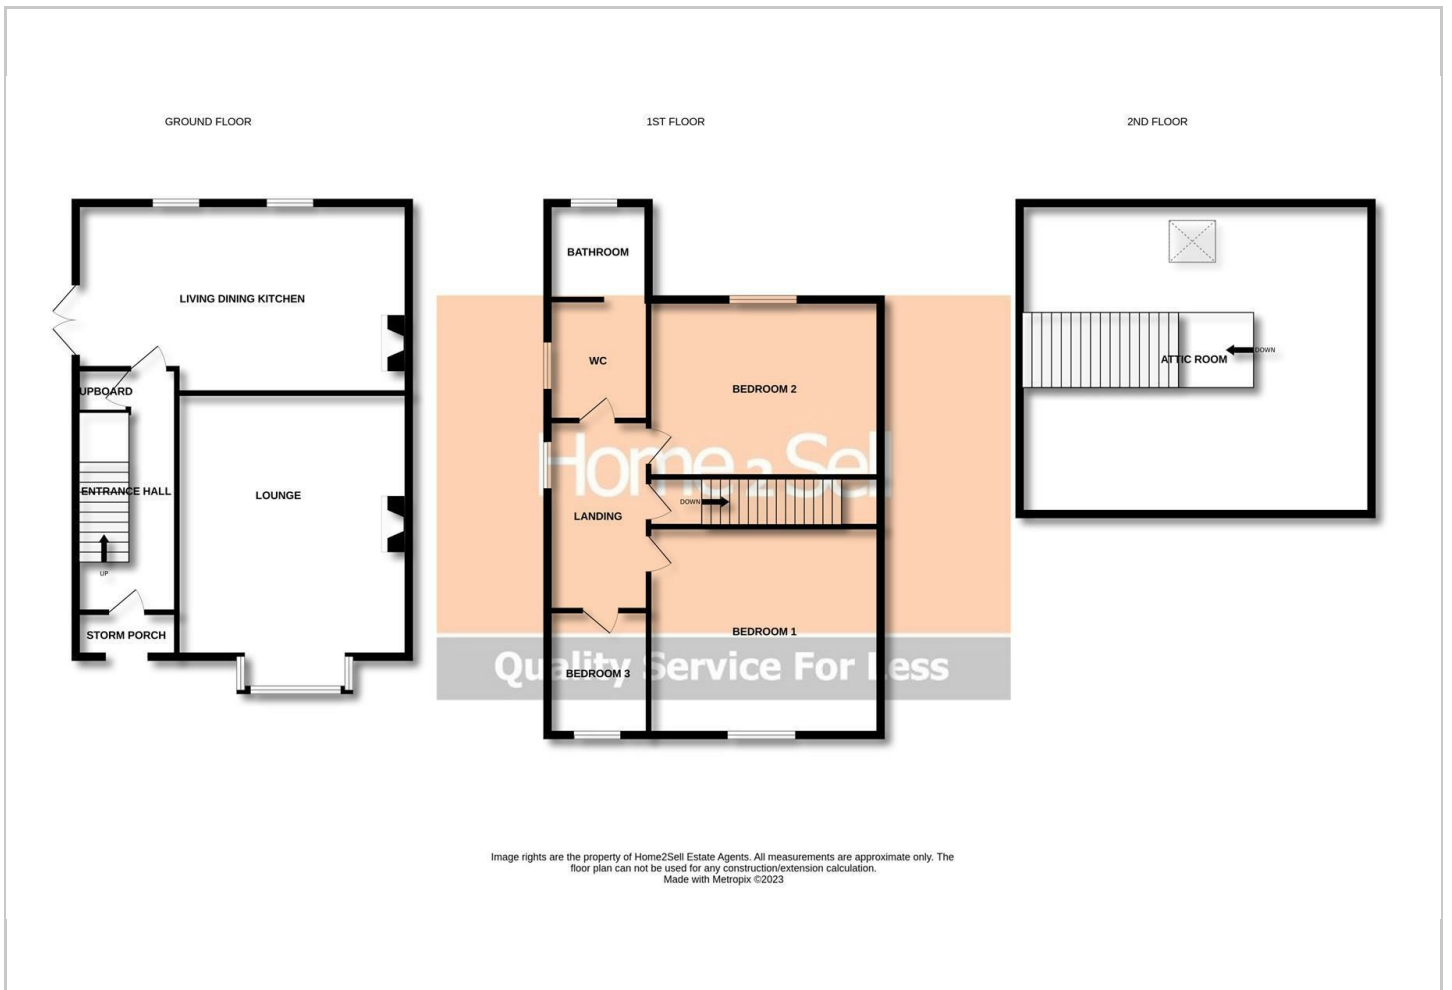 GROUND FLOOR
1ST FLOOR
2ND FLOOR
LIVING DINING KITCHEN
UPBOARD
ENTRANCE HALL
LOUNGE
UP
STORM PORCH
BATHROOM
WC
BEDROOM 2
Home 2 Sell
DOWN
LANDING
BEDROOM 1
Quality Service For Less
BEDROOM 3
DOWN
ATTIC ROOM
Image rights are the property of Home2Sell Estate Agents. All measurements are approximate only. The
floor plan can not be used for any construction/extension calculation.
Made with Metropix ©2023